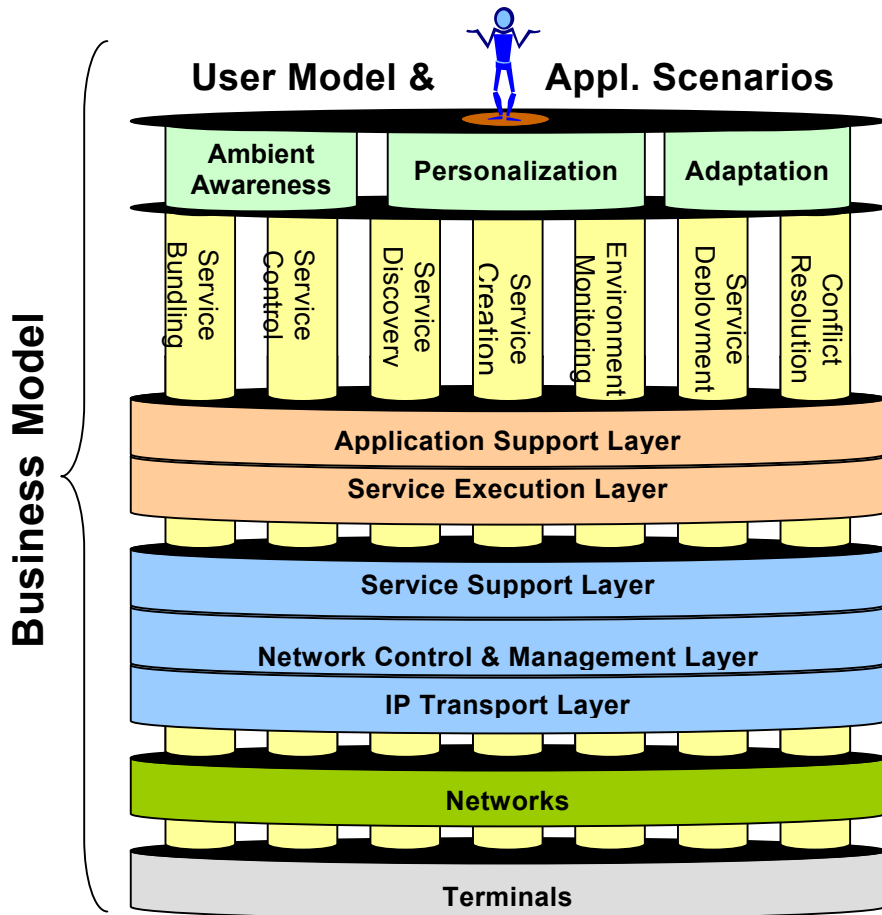 User Model & Appl. Scenarios
Ambient
Awareness
Personalization
Adaptation
Service
Bundling
Service
Control
Service
Discovery
Service
Creation
Environment
Monitoring
Service
Deployment
Conflict
Resolution
Business Model
Application Support Layer
Service Execution Layer
Service Support Layer
Network Control & Management Layer
IP Transport Layer
Networks
Terminals